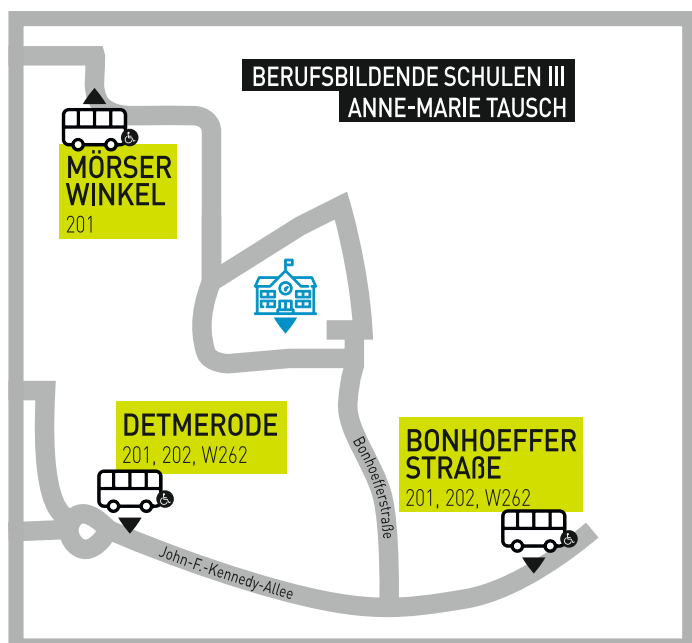 BERUFSBILDENDE SCHULEN III
ANNE-MARIE TAUSCH
MÖRSER
WINKEL
201
DETMERODE
201, 202, W262
BONHOEFFER
STRAßE
201, 202, W262
Bonhoefferstraße
John-F.-Kennedy-Allee